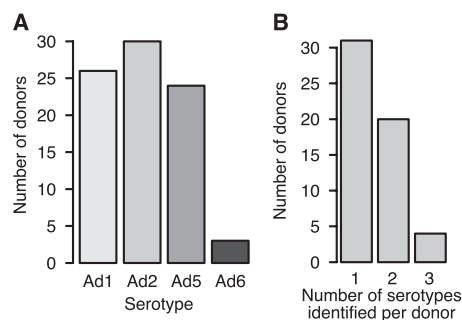 A
Number of donors
30
25
20
15
10
5
0
Ad1 Ad2 Ad5 Ad6
Serotype
B
Number of donors
30
25
20
15
10
5
0
1 2 3
Number of serotypes
identified per donor